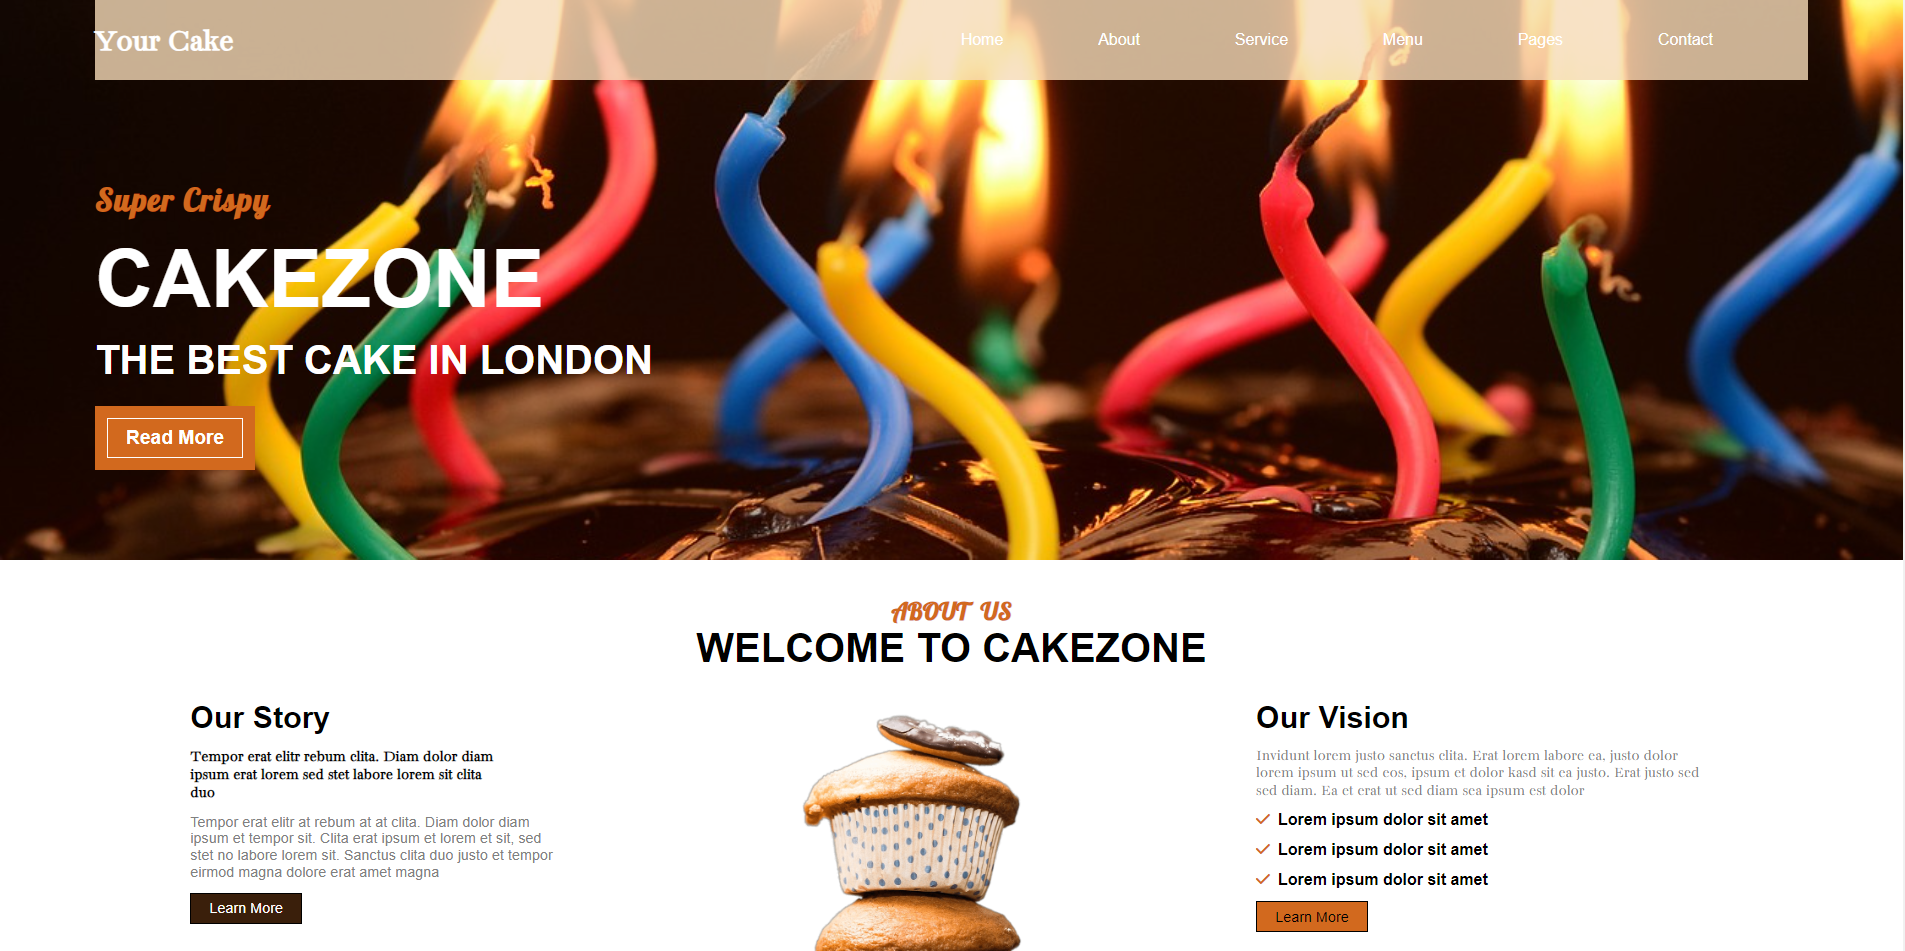 Your Cake
Home About Service Menu Pages Contact
Super Crispy
CAKEZONE
THE BEST CAKE IN LONDON
Read More
ABOUT US
WELCOME TO CAKEZONE
Our Story
Tempor erat elitr rebum clita. Diam dolor diam
ipsum erat lorem sed stet labore lorem sit clita
duo
Tempor erat elitr at rebum at at clita. Diam dolor diam
ipsum et tempor sit. Clita erat ipsum et lorem et sit, sed
stet no labore lorem sit. Sanctus clita duo justo et tempor
eirmod magna dolore erat amet magna
Learn More
Our Vision
Invidunt lorem justo sanctus clita. Erat lorem labore ea, justo dolor
lorem ipsum ut sed eos, ipsum et dolor kasd sit ea justo. Erat justo sed
sed diam. Ea et erat ut sed diam sea ipsum est dolor
Lorem ipsum dolor sit amet
Lorem ipsum dolor sit amet
Lorem ipsum dolor sit amet
Learn More